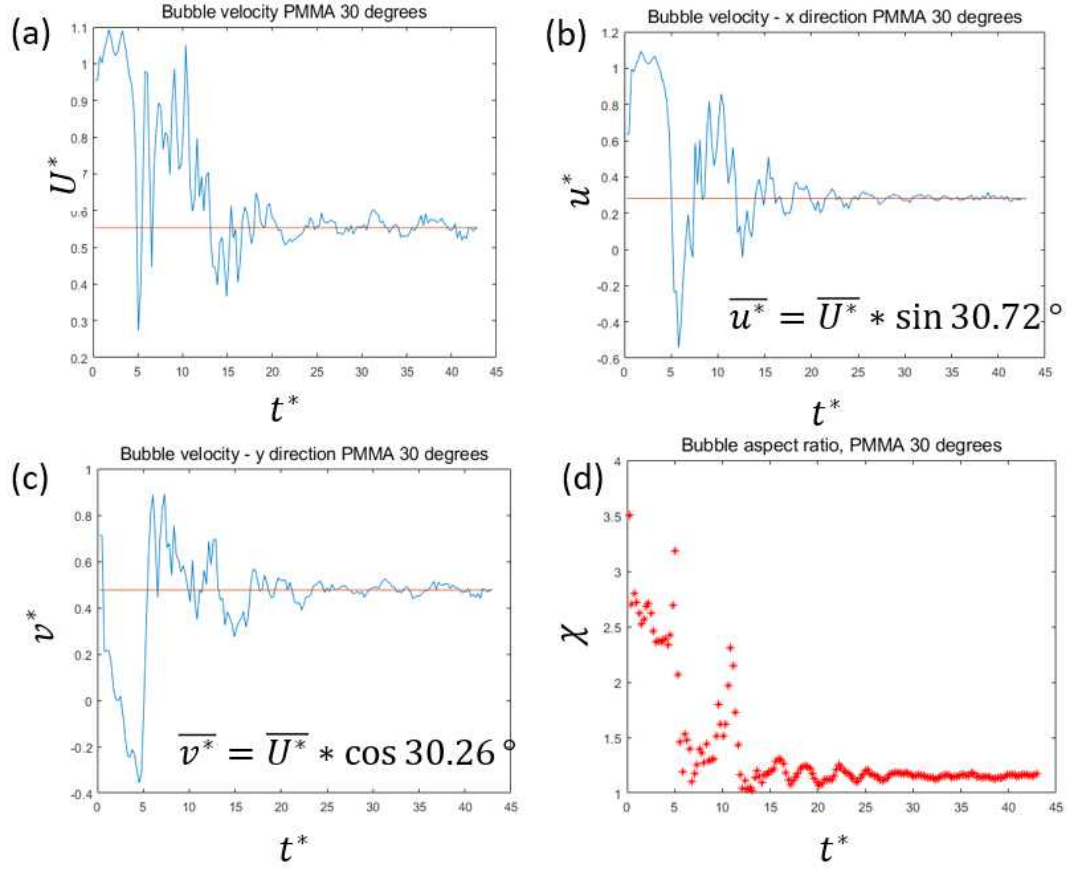 (a)
Bubble velocity PMMA 30 degrees
1.1
1
0.9
0.8
0.7
0.6
0.5
0.4
0.3
0.2
0 5 10 15 20 25 30 35 40 45
U*
t*
(b)
Bubble velocity - x direction PMMA 30 degrees
1.2
1
0.8
0.6
0.4
0.2
0
-0.2
-0.4
-0.6
0 5 10 15 20 25 30 35 40 45
u*
t*
u* = U* * sin 30.72°
(c)
Bubble velocity - y direction PMMA 30 degrees
1
0.8
0.6
0.4
0.2
0
-0.2
-0.4
0 5 10 15 20 25 30 35 40 45
v*
t*
v* = U* * cos 30.26°
(d)
Bubble aspect ratio, PMMA 30 degrees
4
3.5
3
2.5
2
1.5
1
0 5 10 15 20 25 30 35 40 45
χ
t*